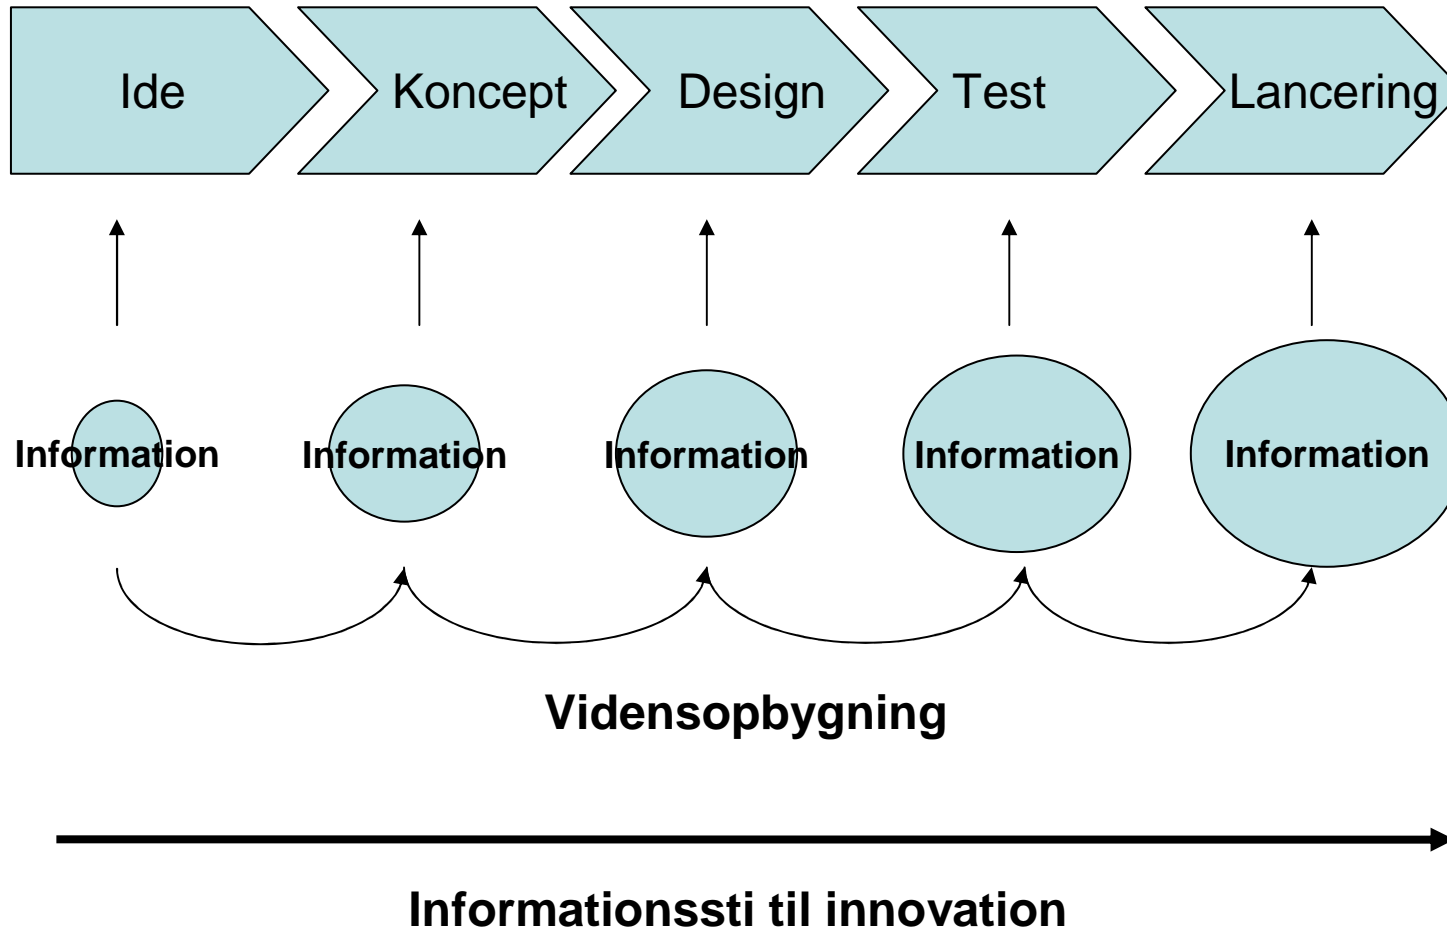 Ide
Koncept
Design
Test
Lancering
Information
Information
Information
Information
Information
Vidensopbygning
Informationssti til innovation